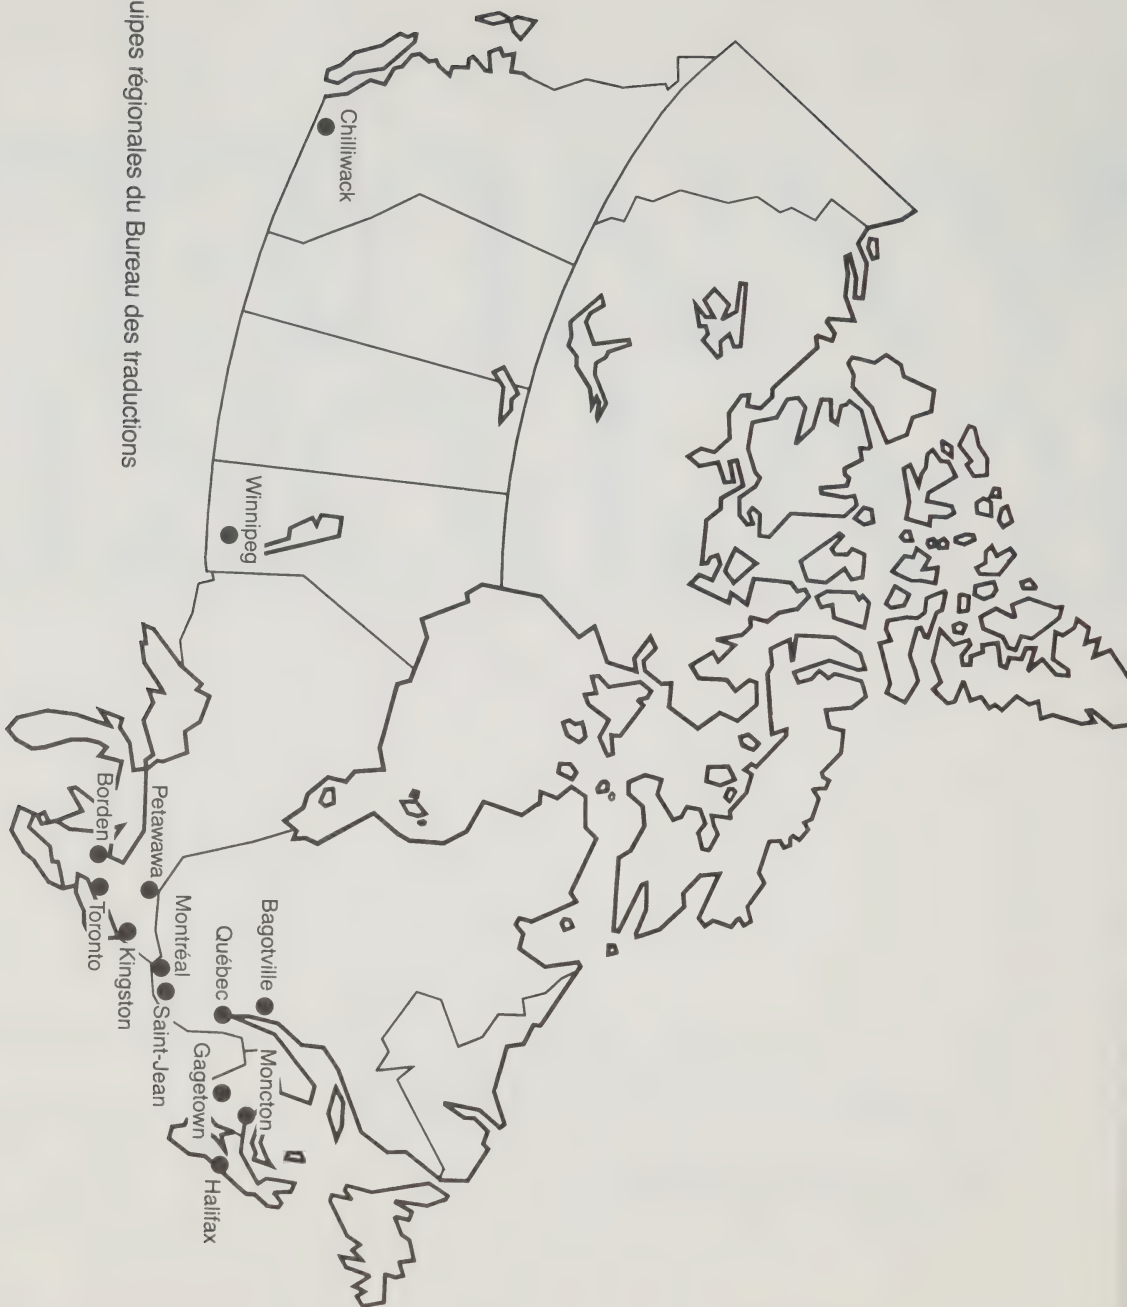 Chilliwack
Bagotville
Moncton
Winnipeg
Québec
Halifax
Gagetown
Montréal
Saint-Jean
Petawawa
Kingston
Borden
Toronto
uipes régionales du Bureau des traductions